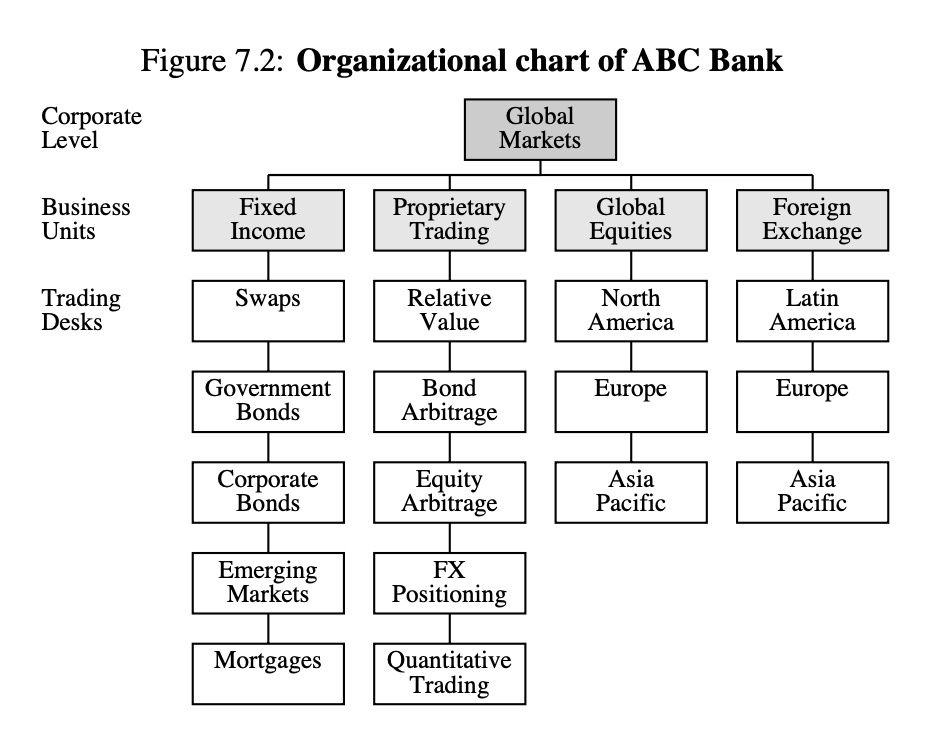 Figure 7.2: Organizational chart of ABC Bank
Corporate
Level
Global
Markets
Business
Units
Fixed
Income
Proprietary
Trading
Global
Equities
Foreign
Exchange
Trading
Desks
Swaps
Relative
Value
North
America
Latin
America
Government
Bonds
Bond
Arbitrage
Europe
Europe
Corporate
Bonds
Equity
Arbitrage
Asia
Pacific
Asia
Pacific
Emerging
Markets
FX
Positioning
Mortgages
Quantitative
Trading